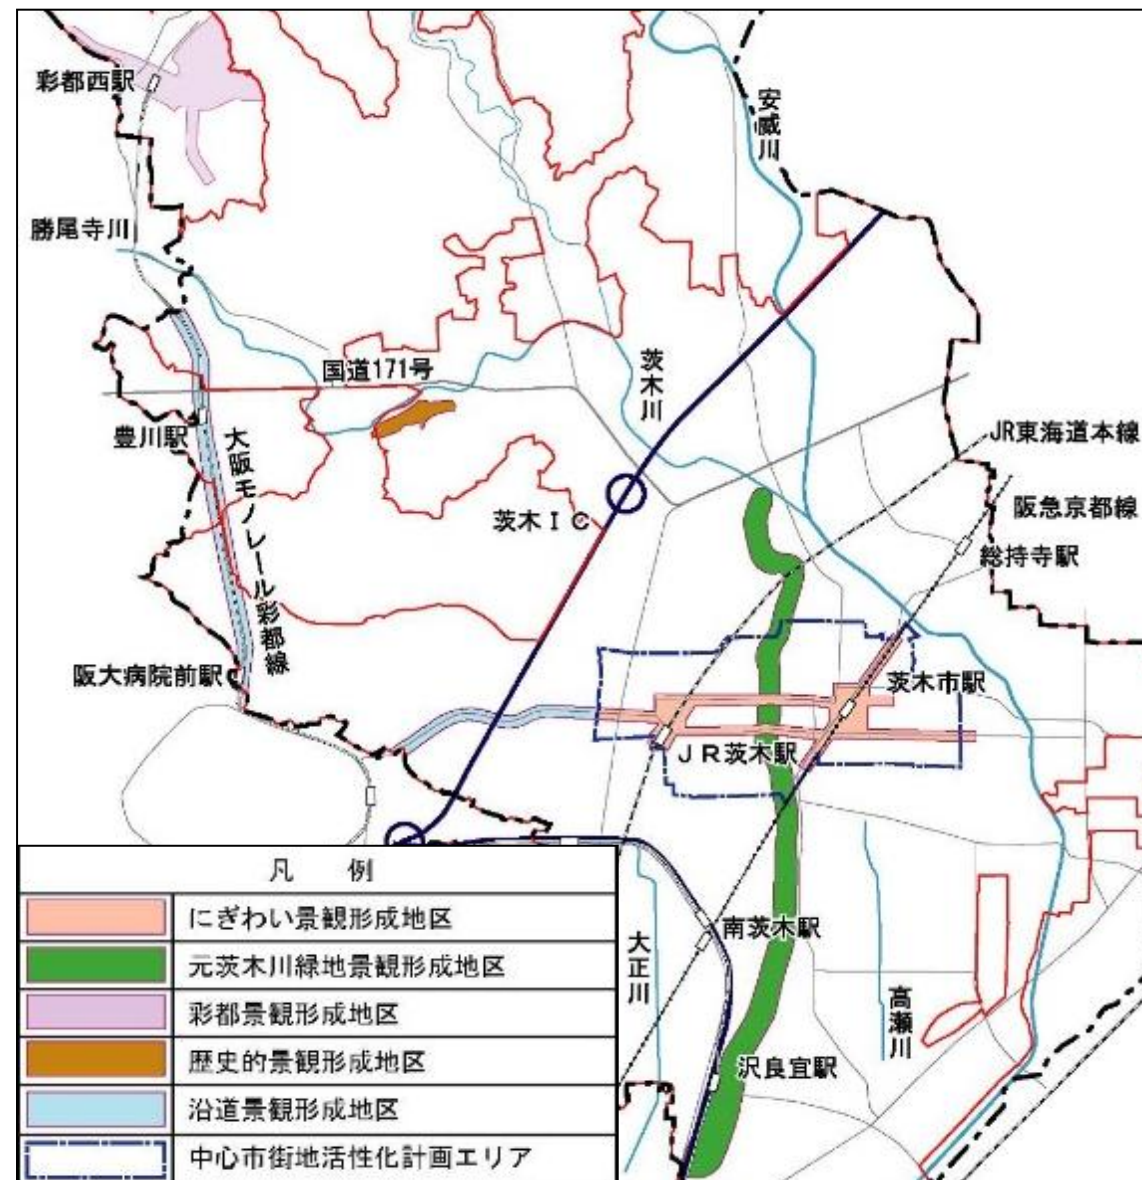 彩都西駅
安威川
勝尾寺川
国道171号
茨木川
豊川駅
大阪モノレール彩都線
JR東海道本線
阪急京都線
茨木ＩＣ
総持寺駅
阪大病院前駅
茨木市駅
ＪＲ茨木駅
南茨木駅
大正川
高瀬川
沢良宜駅
凡 例
にぎわい景観形成地区
元茨木川緑地景観形成地区
彩都景観形成地区
歴史的景観形成地区
沿道景観形成地区
中心市街地活性化計画エリア